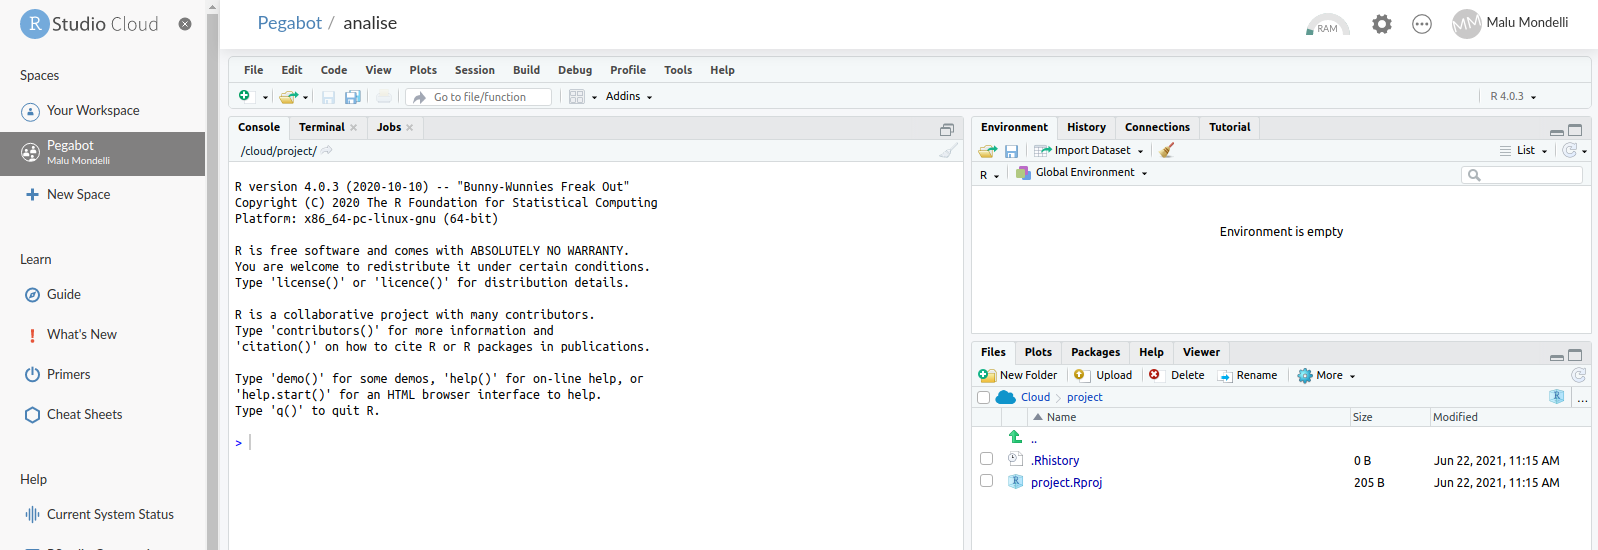 R Studio Cloud
Spaces
Your Workspace
Pegabot
Malu Mondelli
New Space
Learn
Guide
What's New
Primers
Cheat Sheets
Help
Current System Status
Pegabot / analise
RAM
MM
Malu Mondelli
File Edit Code View Plots Session Build Debug Profile Tools Help
Go to file/function
Addins
R 4.0.3
Console Terminal Jobs
/cloud/project/
R version 4.0.3 (2020-10-10) -- "Bunny-Wunnies Freak Out"
Copyright (C) 2020 The R Foundation for Statistical Computing
Platform: x86_64-pc-linux-gnu (64-bit)
R is free software and comes with ABSOLUTELY NO WARRANTY.
You are welcome to redistribute it under certain conditions.
Type 'license()' or 'licence()' for distribution details.
R is a collaborative project with many contributors.
Type 'contributors()' for more information and
'citation()' on how to cite R or R packages in publications.
Type 'demo()' for some demos, 'help()' for on-line help, or
'help.start()' for an HTML browser interface to help.
Type 'q()' to quit R.
>
Environment History Connections Tutorial
Import Dataset List
R Global Environment
Environment is empty
Files Plots Packages Help Viewer
New Folder Upload Delete Rename More
Cloud > project R ...
Name Size Modified
..
.Rhistory 0 B Jun 22, 2021, 11:15 AM
project.Rproj 205 B Jun 22, 2021, 11:15 AM